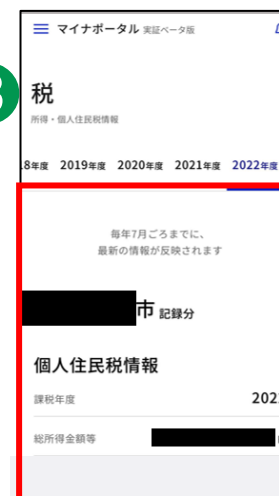 マイナポータル 実証ベータ版
税
所得・個人住民税情報
8年度 2019年度 2020年度 2021年度 2022年度
毎年7月ごろまでに、
最新の情報が反映されます
市 記録分
個人住民税情報
課税年度 202
総所得金額等